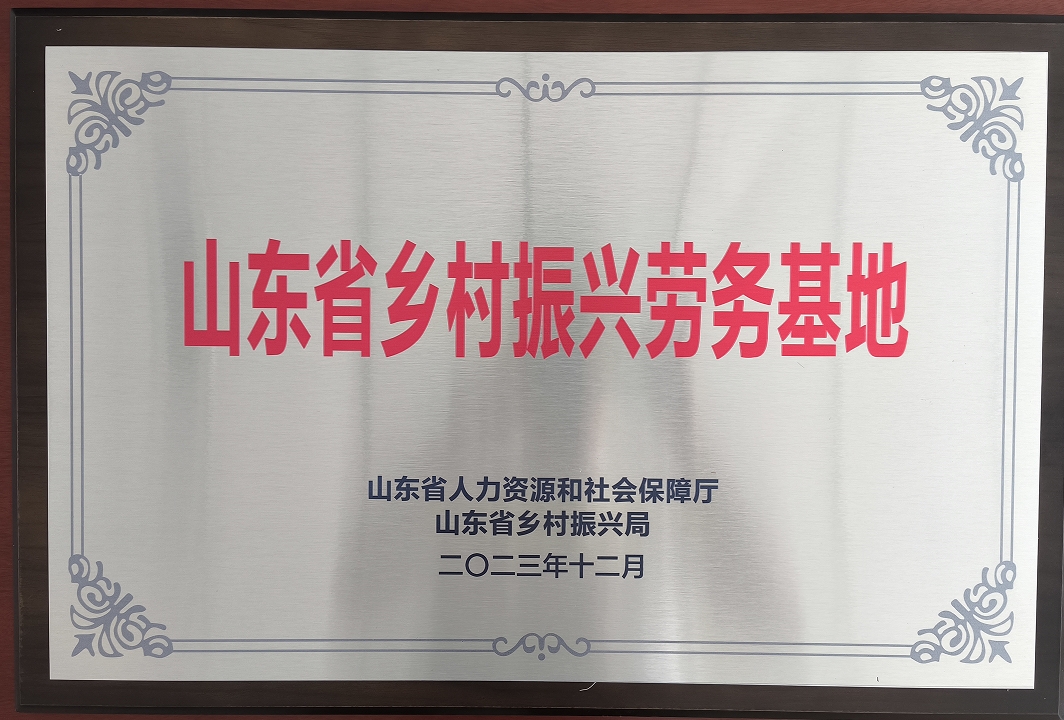 山东省乡村振兴劳务基地
山东省人力资源和社会保障厅
山东省乡村振兴局
二〇二三年十二月